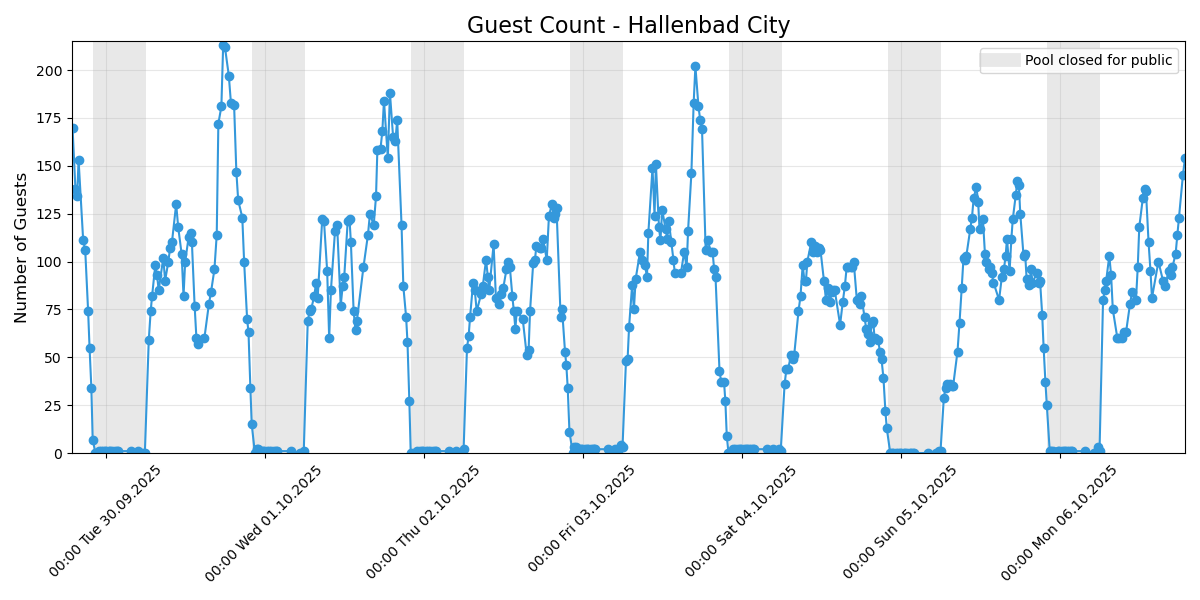 Guest Count - Hallenbad City
Pool closed for public
Number of Guests
200
175
150
125
100
75
50
25
0
00:00 Tue 30.09.2025
00:00 Wed 01.10.2025
00:00 Thu 02.10.2025
00:00 Fri 03.10.2025
00:00 Sat 04.10.2025
00:00 Sun 05.10.2025
00:00 Mon 06.10.2025